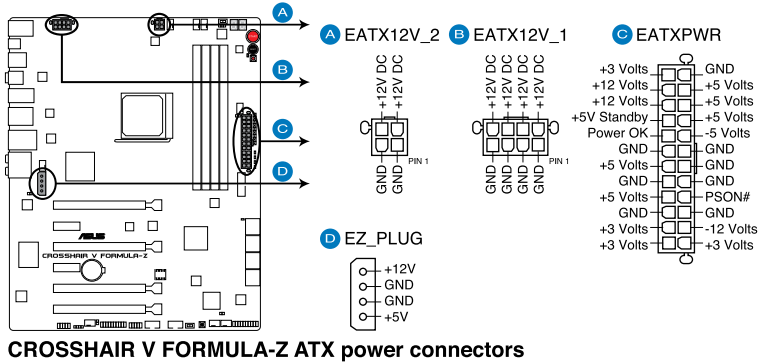 A
B
C
D
ASUS
CROSSHAIR V FORMULA-Z
A EATX12V_2
+12V DC
+12V DC
PIN 1
GND
GND
B EATX12V_1
+12V DC
+12V DC
+12V DC
+12V DC
PIN 1
GND
GND
GND
GND
C EATXPWR
+3 Volts GND
+12 Volts +5 Volts
+12 Volts +5 Volts
+5V Standby +5 Volts
Power OK -5 Volts
GND GND
+5 Volts GND
GND GND
+5 Volts PSON#
GND GND
+3 Volts -12 Volts
+3 Volts +3 Volts
D EZ_PLUG
+12V
GND
GND
+5V
CROSSHAIR V FORMULA-Z ATX power connectors